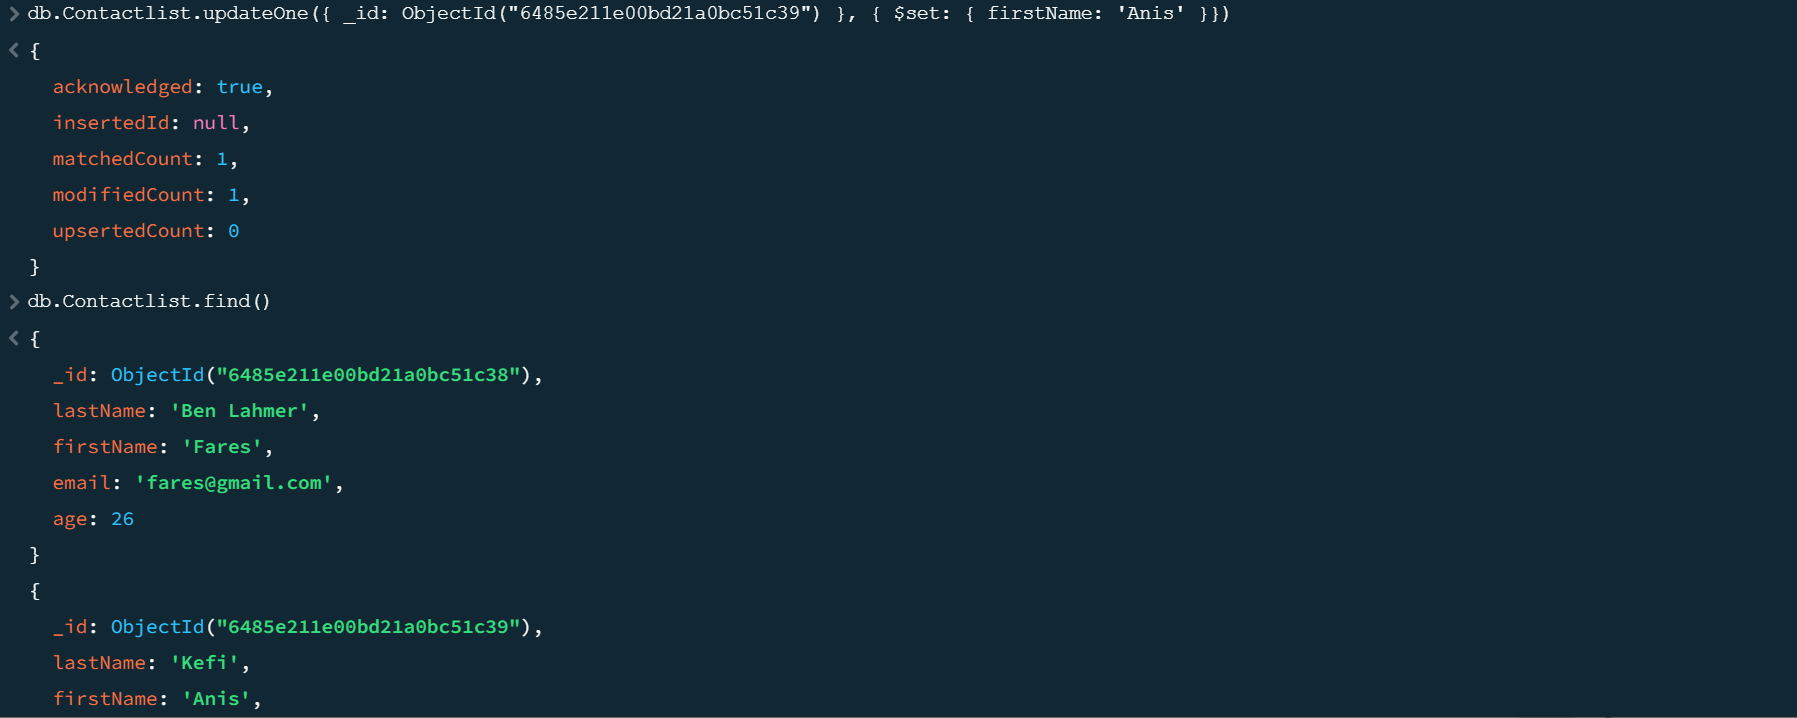 > db.Contactlist.updateOne({ _id: ObjectId("6485e211e00bd21a0bc51c39") }, { $set: { firstName: 'Anis' }})
< {
acknowledged: true,
insertedId: null,
matchedCount: 1,
modifiedCount: 1,
upsertedCount: 0
}
> db.Contactlist.find()
< {
_id: ObjectId("6485e211e00bd21a0bc51c38"),
lastName: 'Ben Lahmer',
firstName: 'Fares',
email: 'fares@gmail.com',
age: 26
}
{
_id: ObjectId("6485e211e00bd21a0bc51c39"),
lastName: 'Kefi',
firstName: 'Anis',